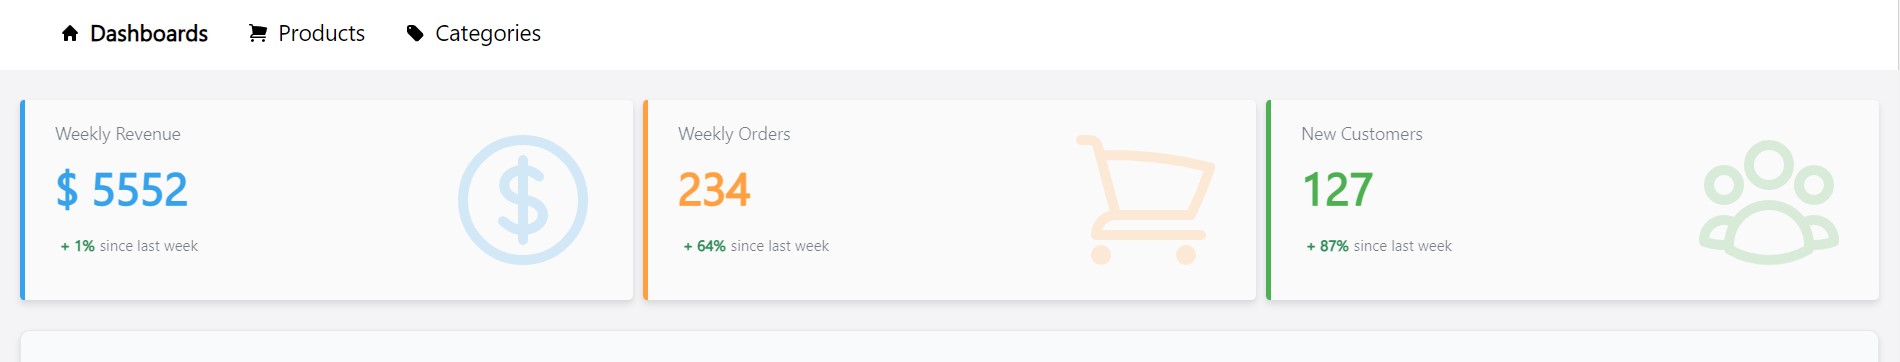 Dashboards Products Categories
Weekly Revenue
$ 5552
+ 1% since last week
Weekly Orders
234
+ 64% since last week
New Customers
127
+ 87% since last week